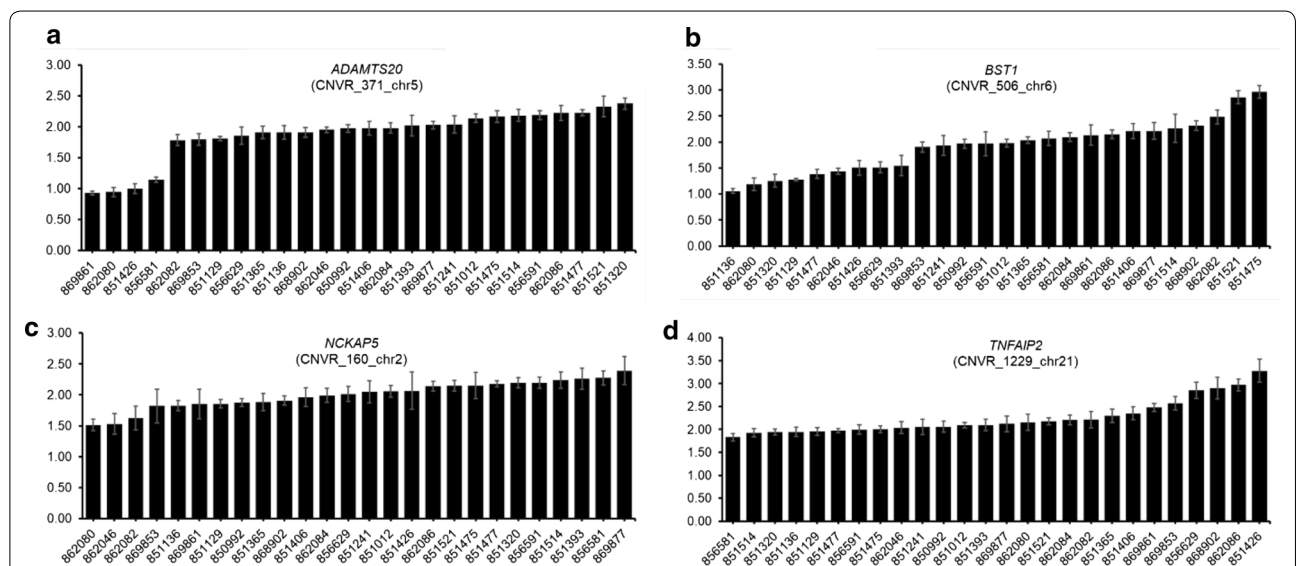 a
ADAMTS20
(CNVR_371_chr5)
3.00
2.50
2.00
1.50
1.00
0.50
0.00
869861 862080 851426 856581 862082 869853 851129 856629 851365 851136 868902 862046 850992 851406 862084 851393 869877 851241 851012 851475 851514 856591 862086 851477 851521 851320
b
BST1
(CNVR_506_chr6)
3.50
3.00
2.50
2.00
1.50
1.00
0.50
0.00
851136 862080 851320 851129 851477 862046 851426 856629 851393 869853 851241 850992 856591 851012 851365 856581 862084 869861 862086 851406 869877 851514 868902 862082 851521 851475
c
NCKAP5
(CNVR_160_chr2)
3.00
2.50
2.00
1.50
1.00
0.50
0.00
862080 862046 862082 869853 851136 869861 851129 850992 851365 868902 851406 862084 856629 851241 851012 851426 862086 851521 851475 851477 851320 856591 851514 851393 856581 869877
d
TNFAIP2
(CNVR_1229_chr21)
4.00
3.50
3.00
2.50
2.00
1.50
1.00
0.50
0.00
856581 851514 851320 851136 851129 851477 856591 851475 862046 851241 850992 851012 851393 869877 862080 851521 862084 862082 851365 851406 869861 869853 856629 868902 862086 851426